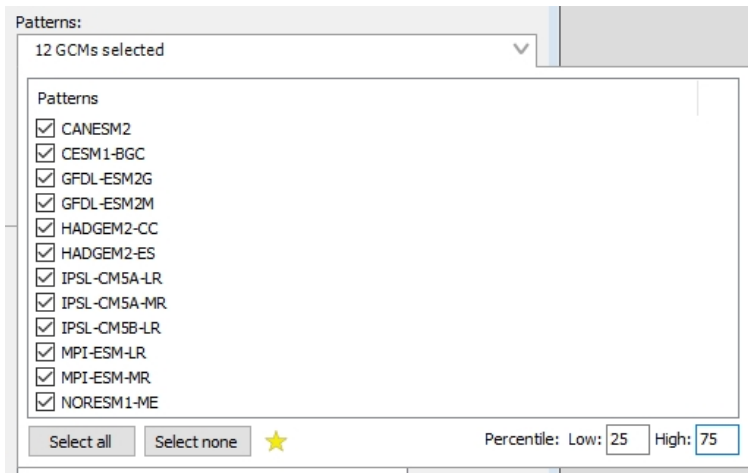 Patterns:
12 GCMs selected
Patterns
CANESM2
CESM1-BGC
GFDL-ESM2G
GFDL-ESM2M
HADGEM2-CC
HADGEM2-ES
IPSL-CM5A-LR
IPSL-CM5A-MR
IPSL-CM5B-LR
MPI-ESM-LR
MPI-ESM-MR
NORESM1-ME
Select all Select none Percentile: Low: 25 High: 75